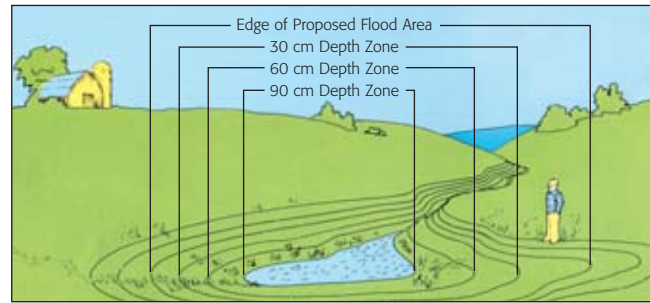 Edge of Proposed Flood Area
30 cm Depth Zone
60 cm Depth Zone
90 cm Depth Zone